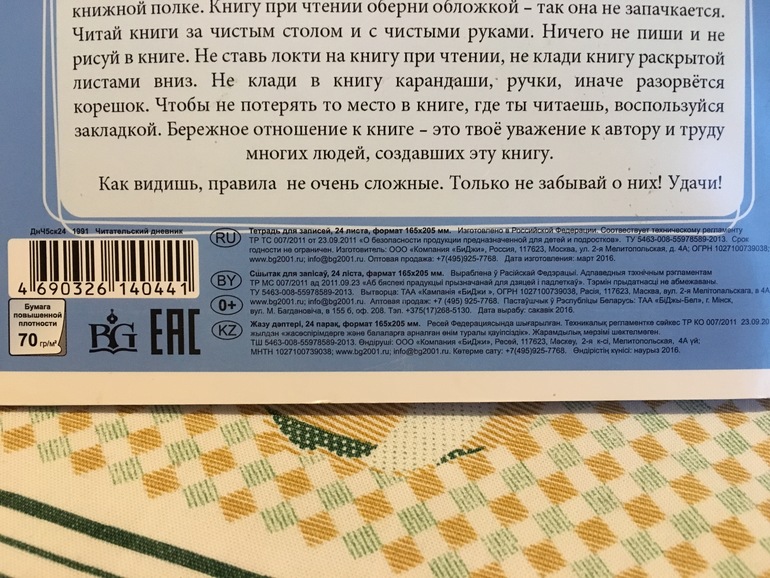 книжной полке. Книгу при чтении оберни обложкой – так она не запачкается.
Читай книги за чистым столом и с чистыми руками. Ничего не пиши и не
рисуй в книге. Не ставь локти на книгу при чтении, не клади книгу раскрытой
листами вниз. Не клади в книгу карандаши, ручки, иначе разорвётся
корешок. Чтобы не потерять то место в книге, где ты читаешь, воспользуйся
закладкой. Бережное отношение к книге – это твоё уважение к автору и труду
многих людей, создавших эту книгу.
Как видишь, правила не очень сложные. Только не забывай о них! Удачи!
ДнЧ5ск24 1991 Читательский дневник
4 690326 140441 >
Бумага
повышенной
плотности
70 гр/м²
BG EAC
RU
Тетрадь для записей, 24 листа, формат 165х205 мм. Изготовлено в Российской Федерации. Соответствует техническому регламенту
ТР ТС 007/2011 от 23.09.2011 «О безопасности продукции предназначенной для детей и подростков». ТУ 5463-008-55978589-2013. Срок
годности не ограничен. Изготовитель: ООО «Компания «БиДжи», Россия, 117623, Москва, ул. 2-я Мелитопольская, д. 4А; ОГРН 1027100739038;
www.bg2001.ru; info@bg2001.ru. Оптовая продажа: +7(495)925-7768. Дата изготовления: март 2016.
BY
0+
Сшытак для запісаў, 24 ліста, фармат 165х205 мм. Выраблена ў Расійскай Федэрацыі. Адпаведныя тэхнічным рэгламентам
ТР МС 007/2011 ад 2011.09.23 «Аб бяспекі прадукцыі прызначанай для дзяцей і падлеткаў». Тэрмін прыдатнасці не абмежаваны.
ТУ 5463-008-55978589-2013. Вытворца: ТАА «Кампанія «БиДжи», Расія, 117623, Масква, вул. 2-я Мелітопальская, 4А
www.bg2001.ru; info@bg2001.ru. Аптовыя продаж: +7(495)925-7768. Пастаўшчык ў Рэспубліцы Беларусь: ТАА «БіДжы-Бел», г. Мінск,
вул. М. Багдановіча, в 155 б, оф. 208. Тэл. +375(17)268-5130. Дата вырабу: сакавік 2016.
KZ
Жазу дәптері, 24 парақ, формат 165х205 мм. Ресей Федерациясында шығарылған. Техникалық регламентке сәйкес ТР КО 007/2011 23.09.20
жылдан «жасөспірімдерге және балаларға арналған өнім туралы қауіпсіздік». Жарамдылық мерзімі шектелмеген.
ТШ 5463-008-55978589-2013. Өндіруші: ООО «Компания «БиДжи», Ресей, 117623, Москеу, 2-я к-сі, Мелитопольская, 4А үй;
МНТН 1027100739038; www.bg2001.ru; info@bg2001.ru. Көтерме сату: +7(495)925-7768. Өндірістің күнісі: наурыз 2016.